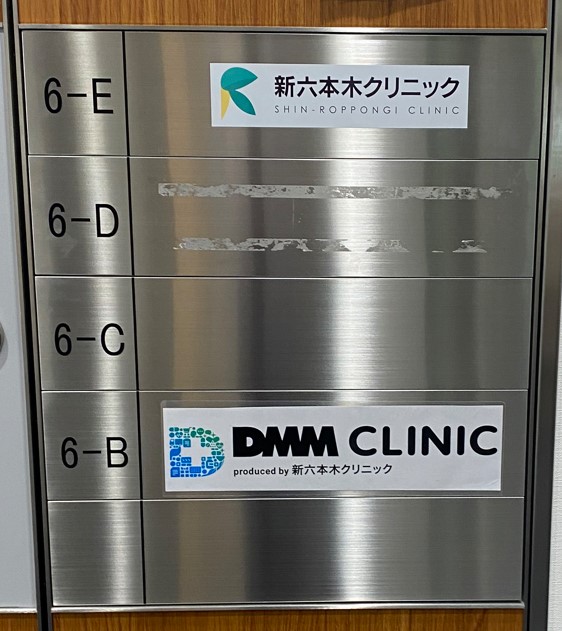 6-E
新六本木クリニック
SHIN-ROPPONGI CLINIC
6-D
6-C
6-B
DMM CLINIC
produced by 新六本木クリニック